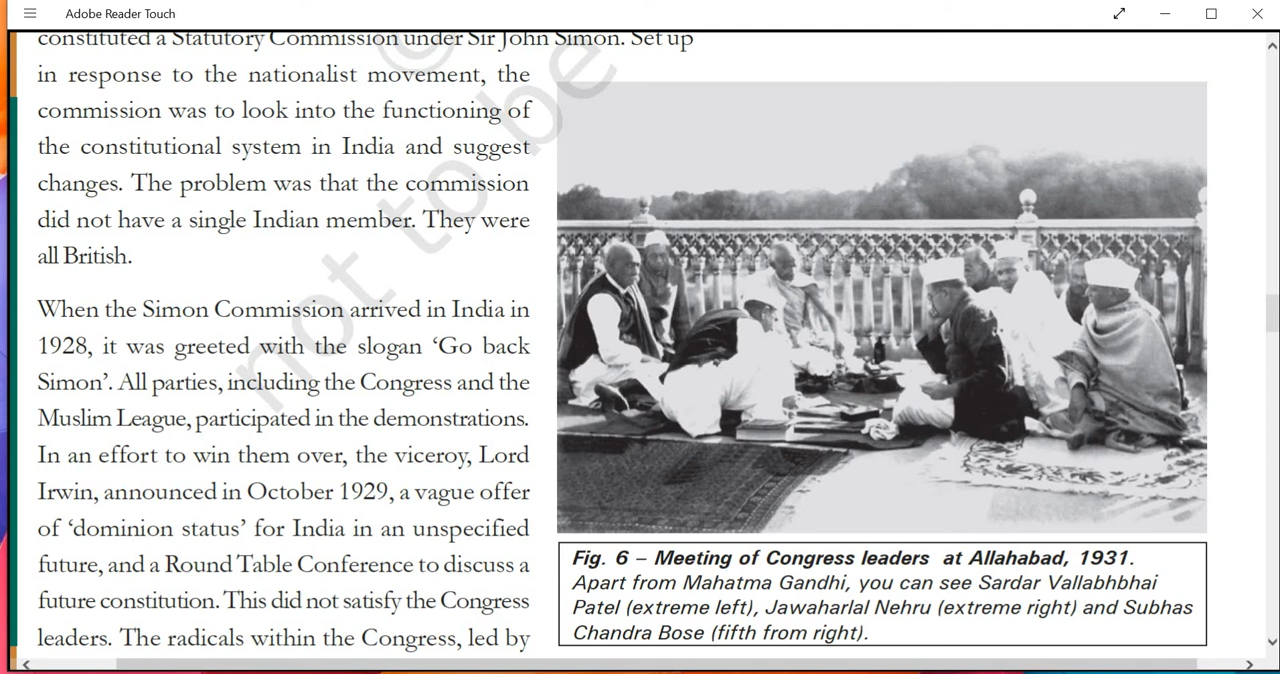 Adobe Reader Touch
constituted a Statutory Commission under Sir John Simon. Set up
in response to the nationalist movement, the
commission was to look into the functioning of
the constitutional system in India and suggest
changes. The problem was that the commission
did not have a single Indian member. They were
all British.
When the Simon Commission arrived in India in
1928, it was greeted with the slogan ‘Go back
Simon’. All parties, including the Congress and the
Muslim League, participated in the demonstrations.
In an effort to win them over, the viceroy, Lord
Irwin, announced in October 1929, a vague offer
of ‘dominion status’ for India in an unspecified
future, and a Round Table Conference to discuss a
future constitution. This did not satisfy the Congress
leaders. The radicals within the Congress, led by
Fig. 6 – Meeting of Congress leaders at Allahabad, 1931.
Apart from Mahatma Gandhi, you can see Sardar Vallabhbhai
Patel (extreme left), Jawaharlal Nehru (extreme right) and Subhas
Chandra Bose (fifth from right).
©
not to be